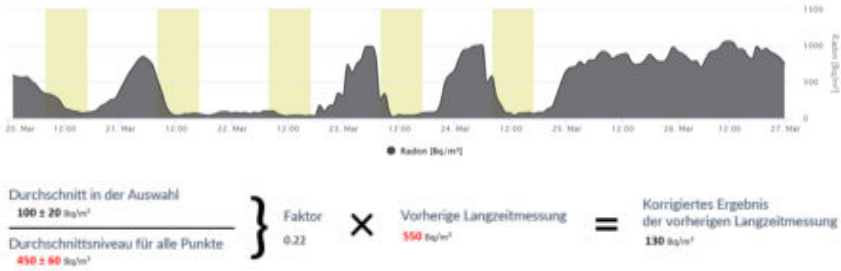 1500
1000
500
0
Radon [Bq/m³]
20. Mar 12:00 21. Mar 12:00 22. Mar 12:00 23. Mar 12:00 24. Mar 12:00 25. Mar 12:00 26. Mar 12:00 27. Mar
Radon [Bq/m³]
Durchschnitt in der Auswahl
100 ± 20 Bq/m³
Durchschnittsniveau für alle Punkte
450 ± 60 Bq/m³
}
Faktor
0.22
×
Vorherige Langzeitmessung
550 Bq/m³
=
Korrigiertes Ergebnis
der vorherigen Langzeitmessung
130 Bq/m³